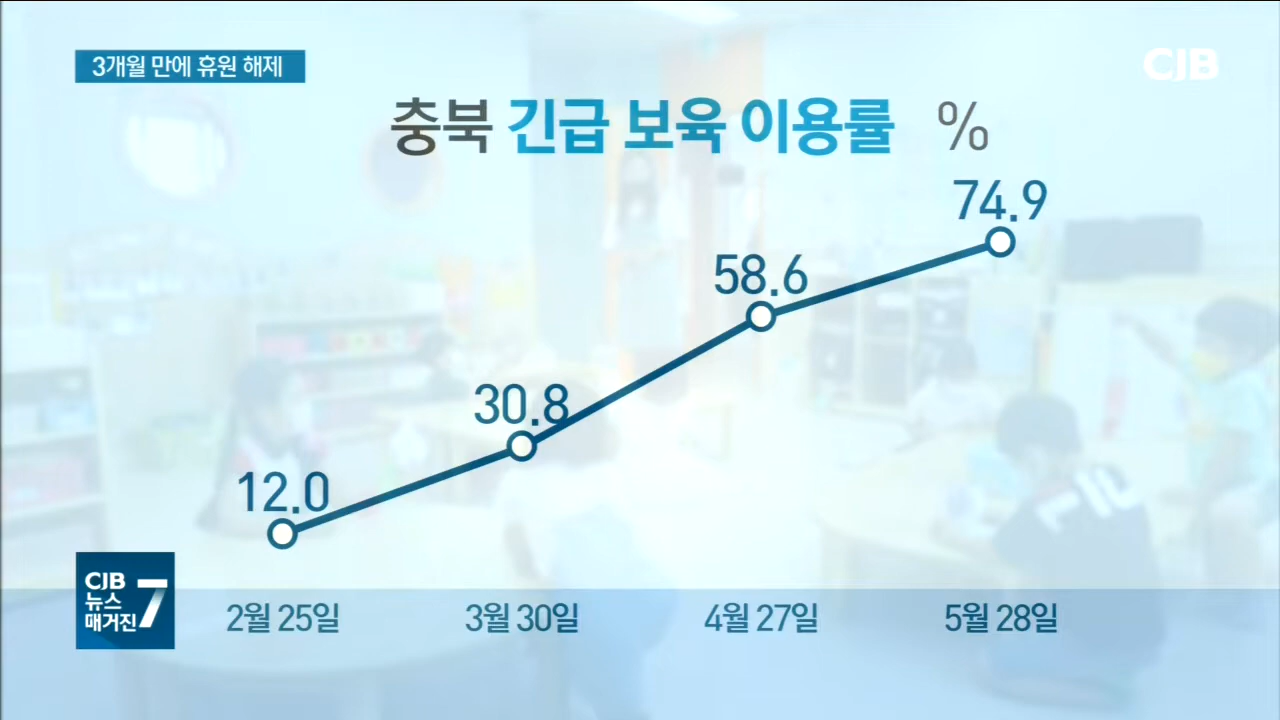 3개월 만에 휴원 해제
CJB
충북 긴급 보육 이용률 %
74.9
58.6
30.8
12.0
CJB
뉴스
매거진 7
2월 25일 3월 30일 4월 27일 5월 28일